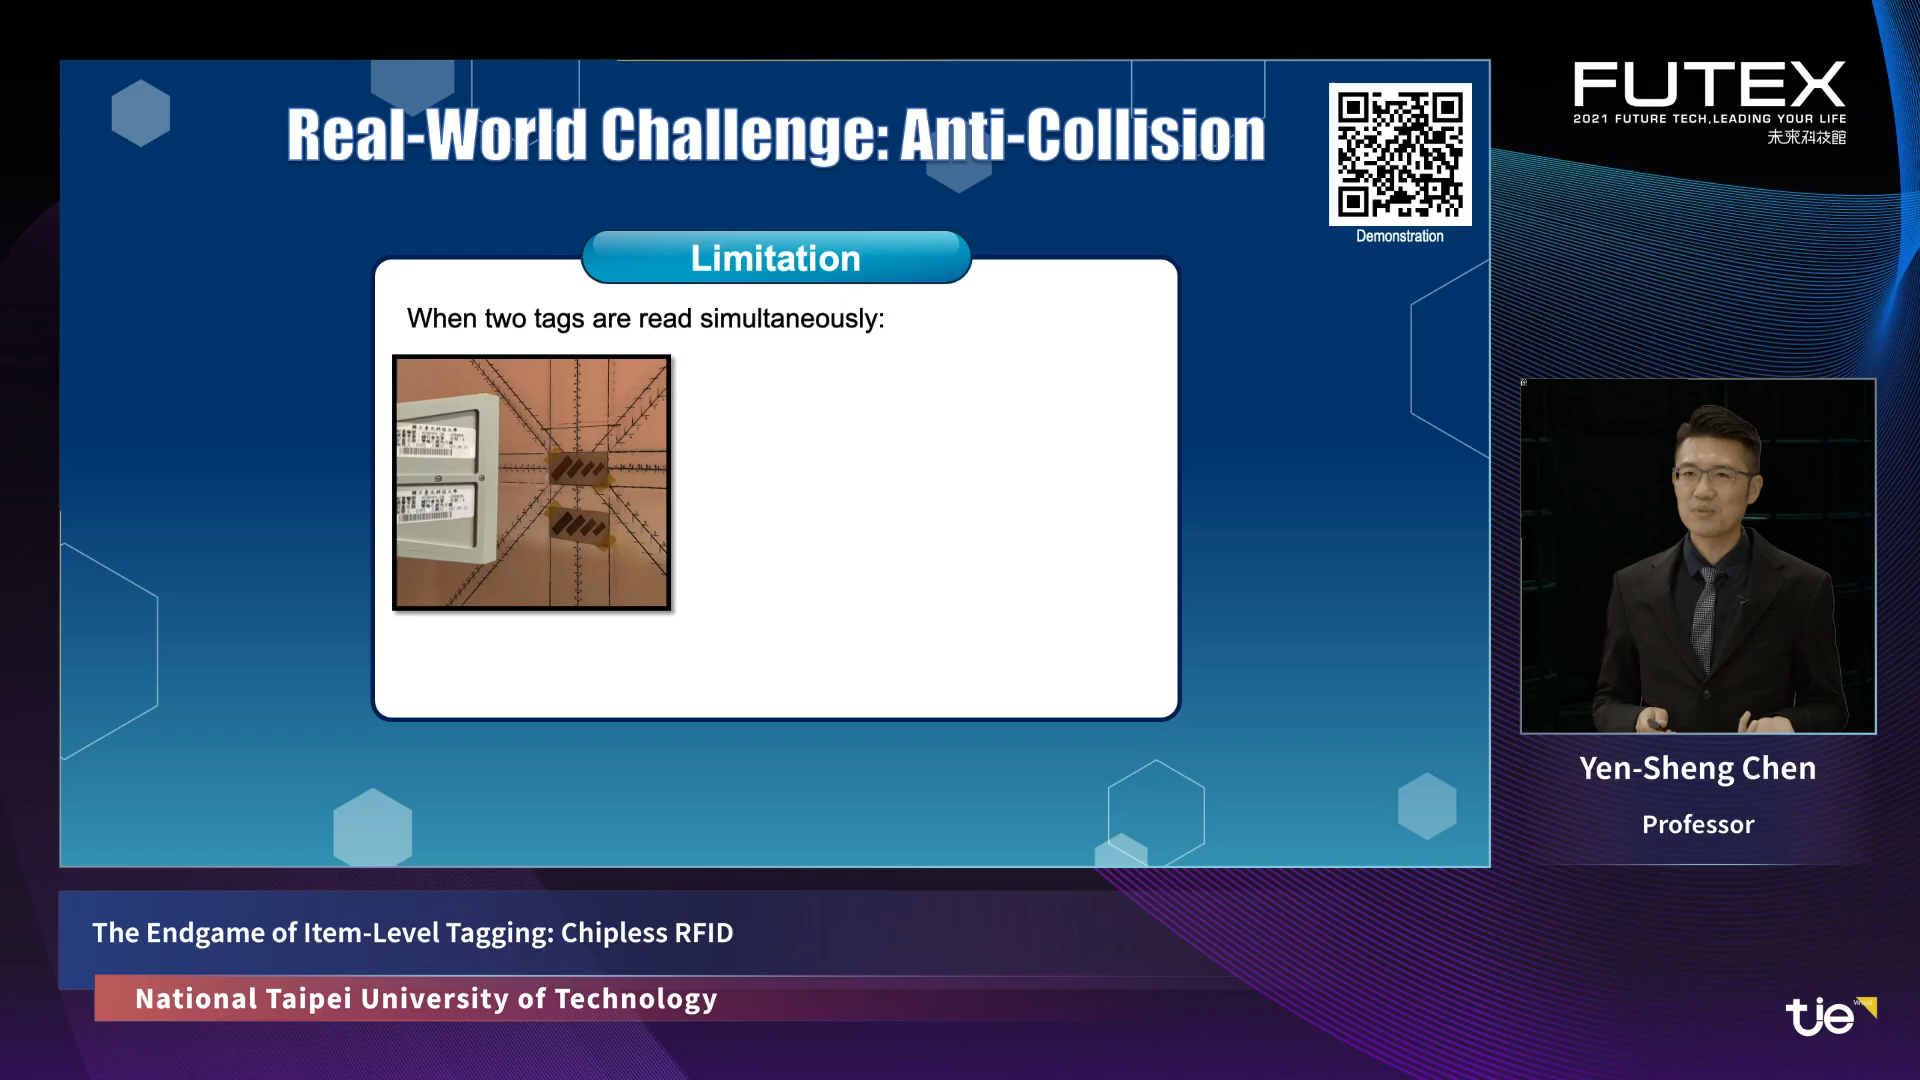 Real-World Challenge: Anti-Collision
Demonstration
Limitation
When two tags are read simultaneously:
FUTEX
2021 FUTURE TECH,LEADING YOUR LIFE
未來科技館
Yen-Sheng Chen
Professor
The Endgame of Item-Level Tagging: Chipless RFID
National Taipei University of Technology
tie
Virtual